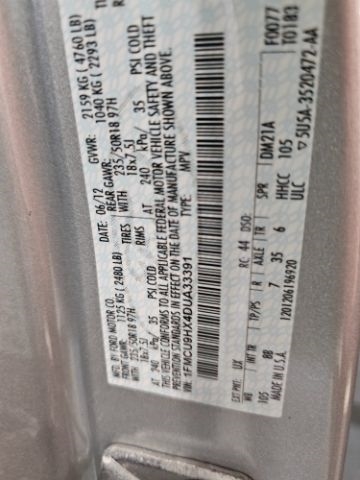 MFD. BY FORD MOTOR CO.
DATE: 06/12 GVWR: 2159 KG ( 4760 LB)
FRONT GAWR: 1125 KG ( 2480 LB) REAR GAWR: 1040 KG ( 2293 LB)
235/50R18 97H WITH 235/50R18 97H WITH
18x7.5J RIMS 18x7.5J
AT 240 kPa/ 35 PSI COLD AT 240 kPa/ 35 PSI COLD
THIS VEHICLE CONFORMS TO ALL APPLICABLE FEDERAL MOTOR VEHICLE SAFETY AND THEFT
PREVENTION STANDARDS IN EFFECT ON THE DATE OF MANUFACTURE SHOWN ABOVE.
VIN: 1FMCU9HX4DUA33391
TYPE: MPV
F0077
T0183
EXT PNT: UX RC: 44 DSO:
WB BRK INT TR TP/PS R AXLE TR SPR DM21A
105 BB 7 35 6 HHCC 105
MADE IN U.S.A. ULC
1201206196920
▽5U5A-3520472-AA